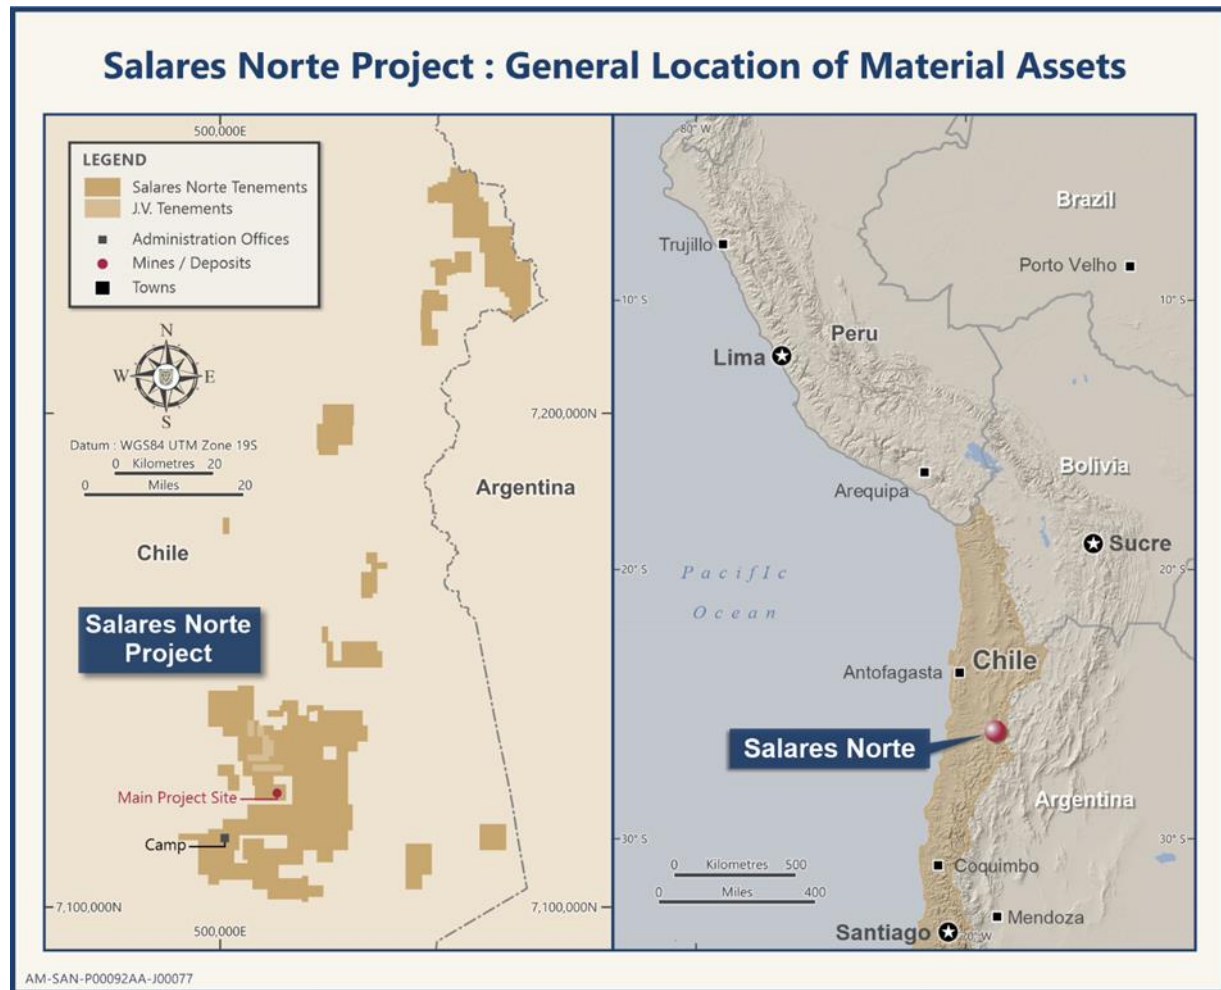 Salares Norte Project : General Location of Material Assets
500,000E
LEGEND
Salares Norte Tenements
J.V. Tenements
Administration Offices
Mines / Deposits
Towns
N
W
E
S
Datum : WGS84 UTM Zone 19S
0 Kilometres 20
0 Miles 20
7,200,000N
Argentina
Chile
Salares Norte
Project
Main Project Site
Camp
7,100,000N
7,100,000N
500,000E
80° W
Brazil
Trujillo
Porto Velho
10° S
10° S
Peru
Lima
Bolivia
Arequipa
Sucre
20° S
20° S
Pacific
Ocean
Antofagasta
Chile
Salares Norte
Argentina
30° S
30° S
0 Kilometres 500
0 Miles 400
Coquimbo
Mendoza
Santiago
70° W
AM-SAN-P00092AA-J00077